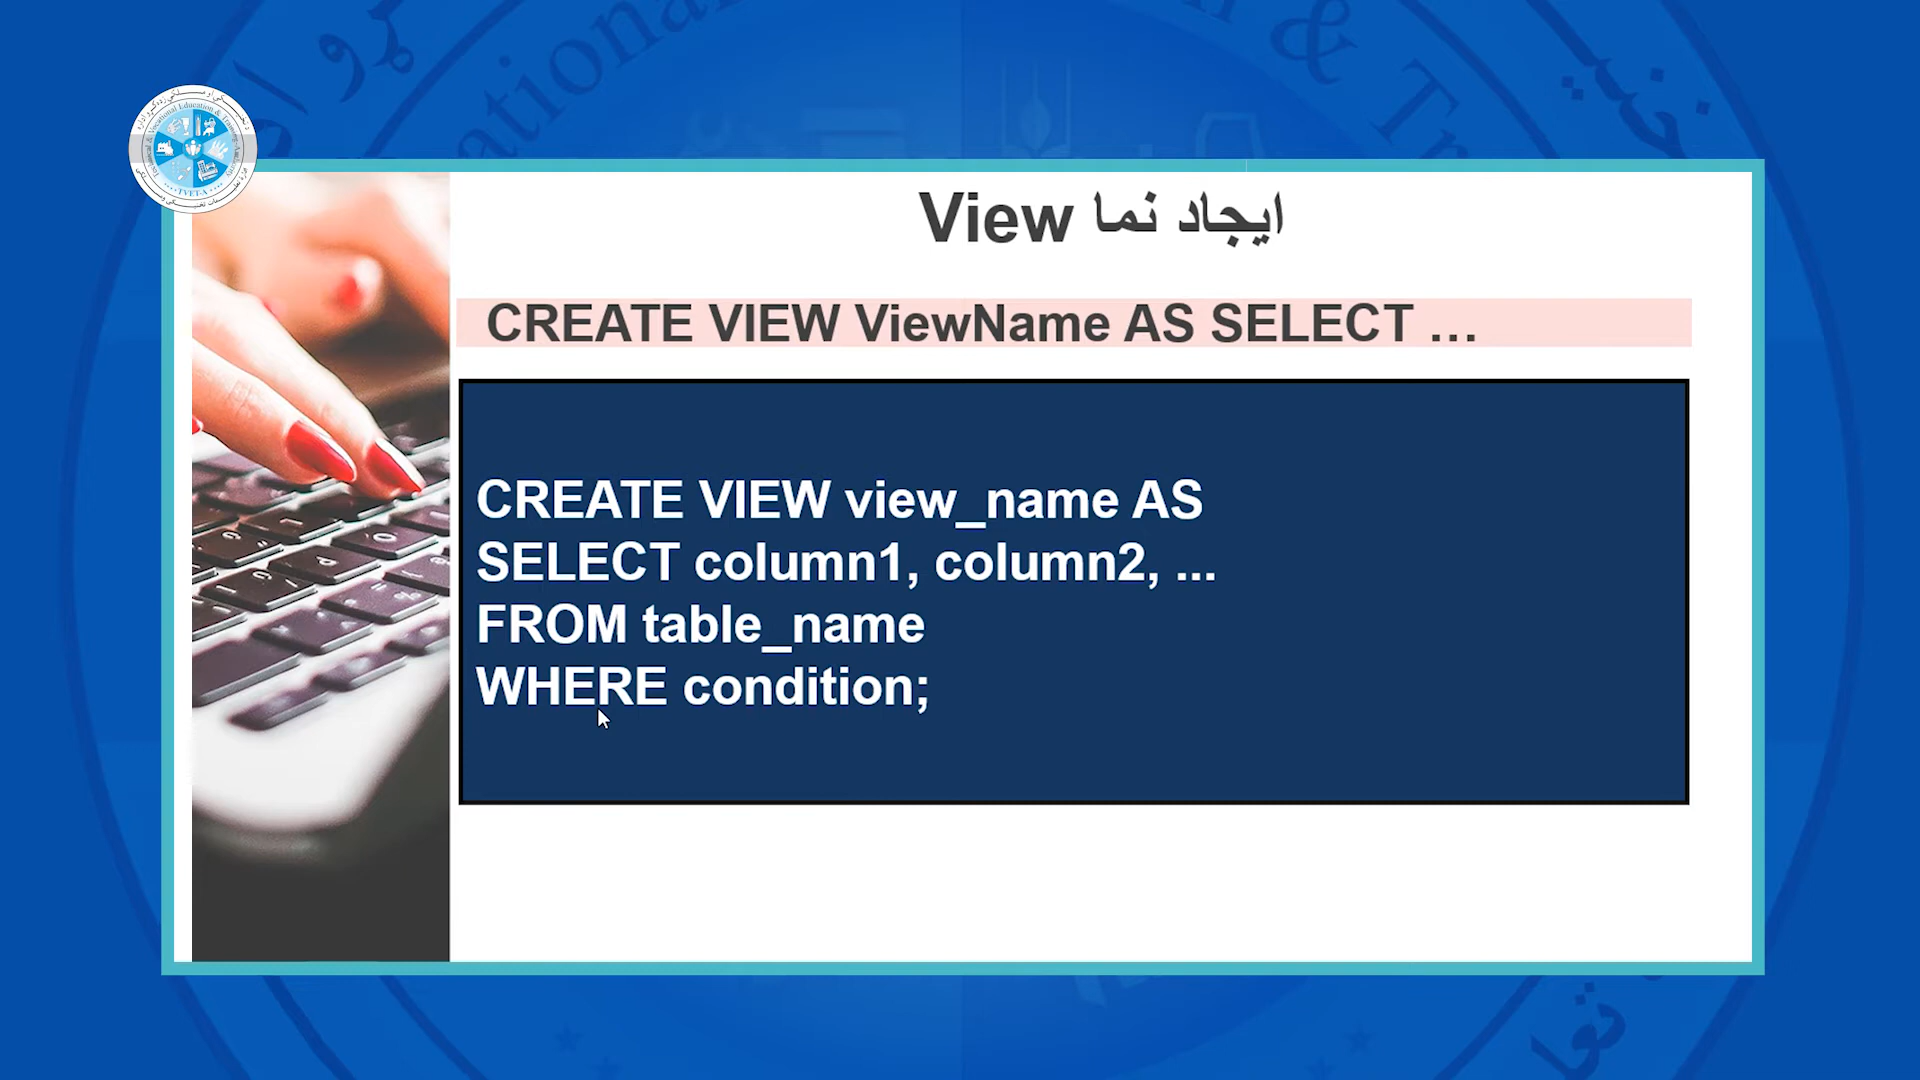 ایجاد نما View
CREATE VIEW ViewName AS SELECT …
CREATE VIEW view_name AS
SELECT column1, column2, ...
FROM table_name
WHERE condition;